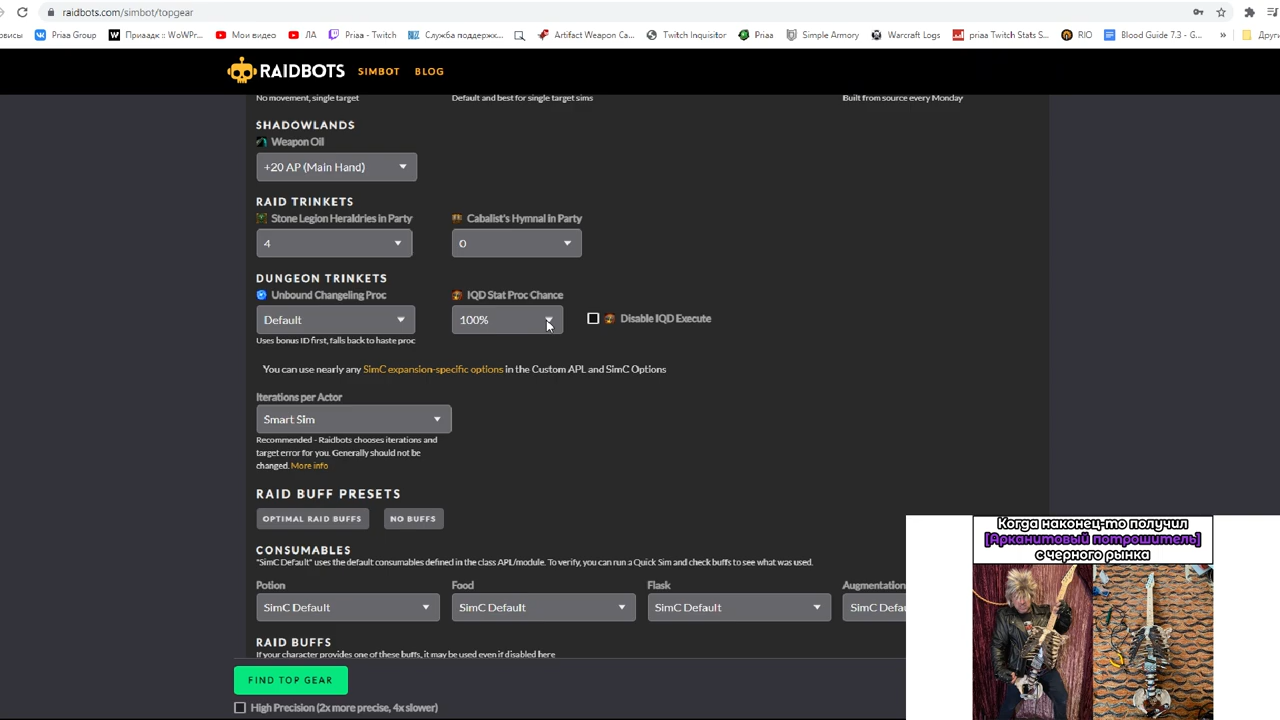 raidbots.com/simbot/topgear
рвисы
Priaa Group
Приаадк :: WoWPr...
Мои видео
ЛА
Priaa - Twitch
Служба поддержк...
Artifact Weapon Ca...
Twitch Inquisitor
Priaa
Simple Armory
Warcraft Logs
priaa Twitch Stats S...
RIO
Blood Guide 7.3 - G...
»
Други
RAIDBOTS SIMBOT BLOG
No movement, single target
Default and best for single target sims
Built from source every Monday
SHADOWLANDS
Weapon Oil
+20 AP (Main Hand)
RAID TRINKETS
Stone Legion Heraldries in Party
Cabalist's Hymnal in Party
4
0
DUNGEON TRINKETS
Unbound Changeling Proc
IQD Stat Proc Chance
Default
100%
Disable IQD Execute
Uses bonus ID first, falls back to haste proc
You can use nearly any SimC expansion-specific options in the Custom APL and SimC Options
Iterations per Actor
Smart Sim
Recommended - Raidbots chooses iterations and
target error for you. Generally should not be
changed. More info
RAID BUFF PRESETS
OPTIMAL RAID BUFFS
NO BUFFS
CONSUMABLES
"SimC Default" uses the default consumables defined in the class APL/module. To verify, you can run a Quick Sim and check buffs to see what was used.
Potion
Food
Flask
Augmentation
SimC Default
SimC Default
SimC Default
SimC Defau
RAID BUFFS
If your character provides one of these buffs, it may be used even if disabled here
FIND TOP GEAR
High Precision (2x more precise, 4x slower)
Когда наконец-то получил
[Арканитовый потрошитель]
с черного рынка